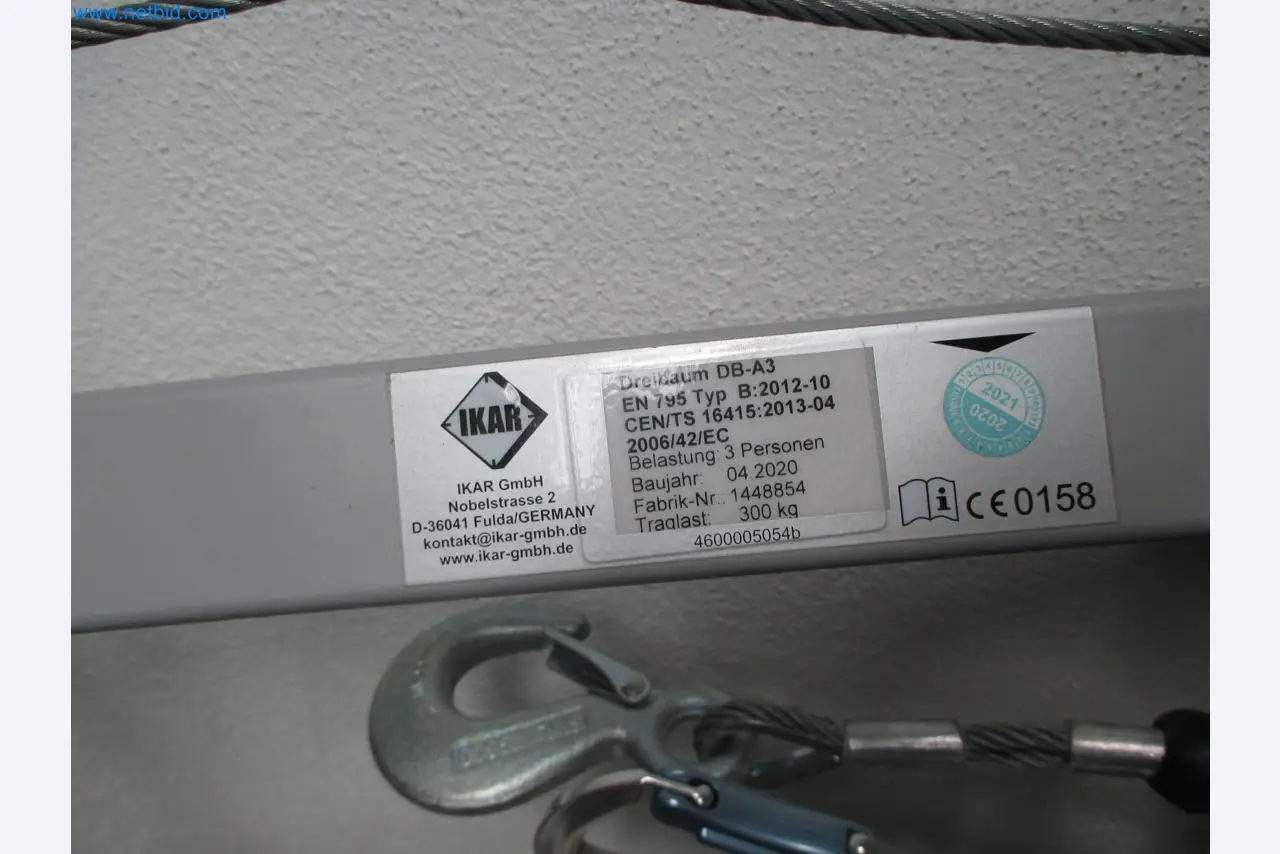 www.netbid.com
IKAR
IKAR GmbH
Nobelstrasse 2
D-36041 Fulda/GERMANY
kontakt@ikar-gmbh.de
www.ikar-gmbh.de
Dreibaum DB-A3
EN 795 Typ B:2012-10
CEN/TS 16415:2013-04
2006/42/EC
Belastung: 3 Personen
Baujahr: 04.2020
Fabrik-Nr.: 1448854
Traglast: 300 kg
4600005054b
2021
2020
i
CE 0158